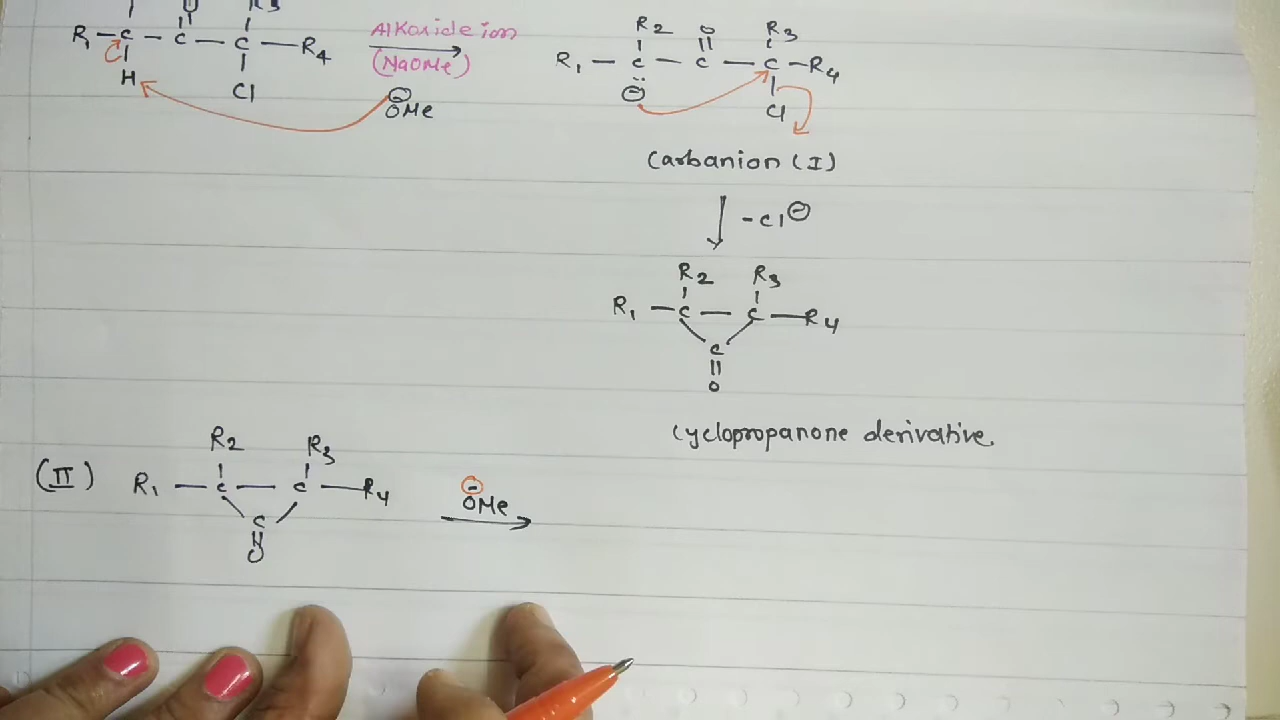 R3
R1 – C – C – C – R4
H
Cl
Alkoxide ion
(NaOMe)
⊖
OMe
R2 O R3
R1 – C – C – C – R4
⊖
Cl
Carbanion (I)
-Cl⊖
R2 R3
R1 – C – C – R4
C
O
Cyclopropanone derivative
(II)
R2 R3
R1 – C – C – R4
C
O
⊖
OMe